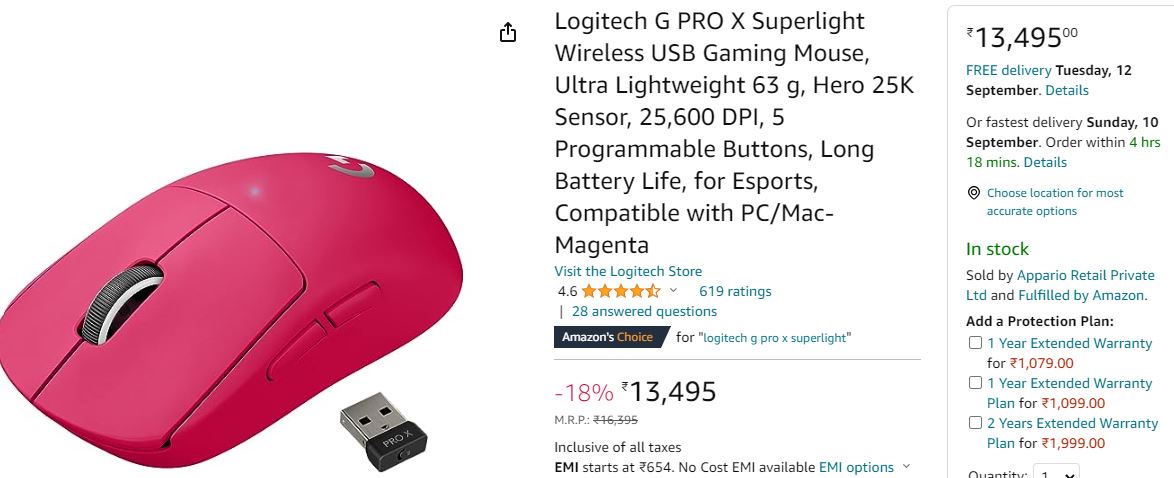 Logitech G PRO X Superlight
Wireless USB Gaming Mouse,
Ultra Lightweight 63 g, Hero 25K
Sensor, 25,600 DPI, 5
Programmable Buttons, Long
Battery Life, for Esports,
Compatible with PC/Mac-
Magenta
Visit the Logitech Store
4.6 619 ratings
| 28 answered questions
Amazon's Choice for "logitech g pro x superlight"
-18% ₹13,495
M.R.P.: ₹16,395
Inclusive of all taxes
EMI starts at ₹654. No Cost EMI available EMI options
PRO X
₹13,49500
FREE delivery Tuesday, 12
September. Details
Or fastest delivery Sunday, 10
September. Order within 4 hrs
18 mins. Details
Choose location for most
accurate options
In stock
Sold by Appario Retail Private
Ltd and Fulfilled by Amazon.
Add a Protection Plan:
1 Year Extended Warranty
for ₹1,079.00
1 Year Extended Warranty
Plan for ₹1,099.00
2 Years Extended Warranty
Plan for ₹1,999.00
Quantity: 1